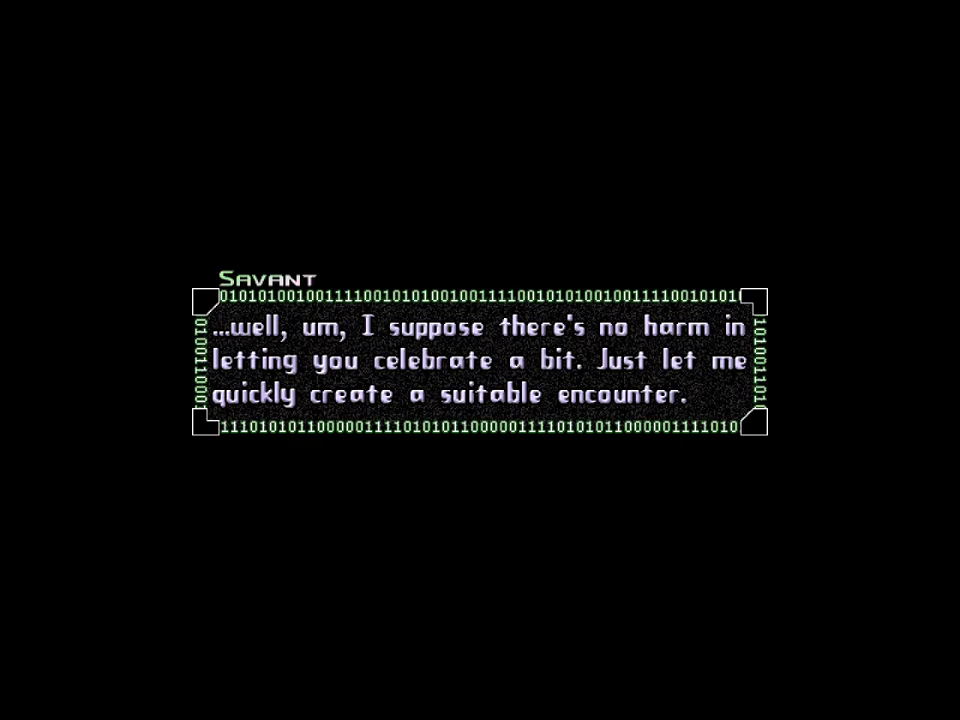 Savant
010101001001111001010100100111100101010010011110010101
...well, um, I suppose there's no harm in
letting you celebrate a bit. Just let me
quickly create a suitable encounter.
111010101100000111101010110000011110101011000001111010